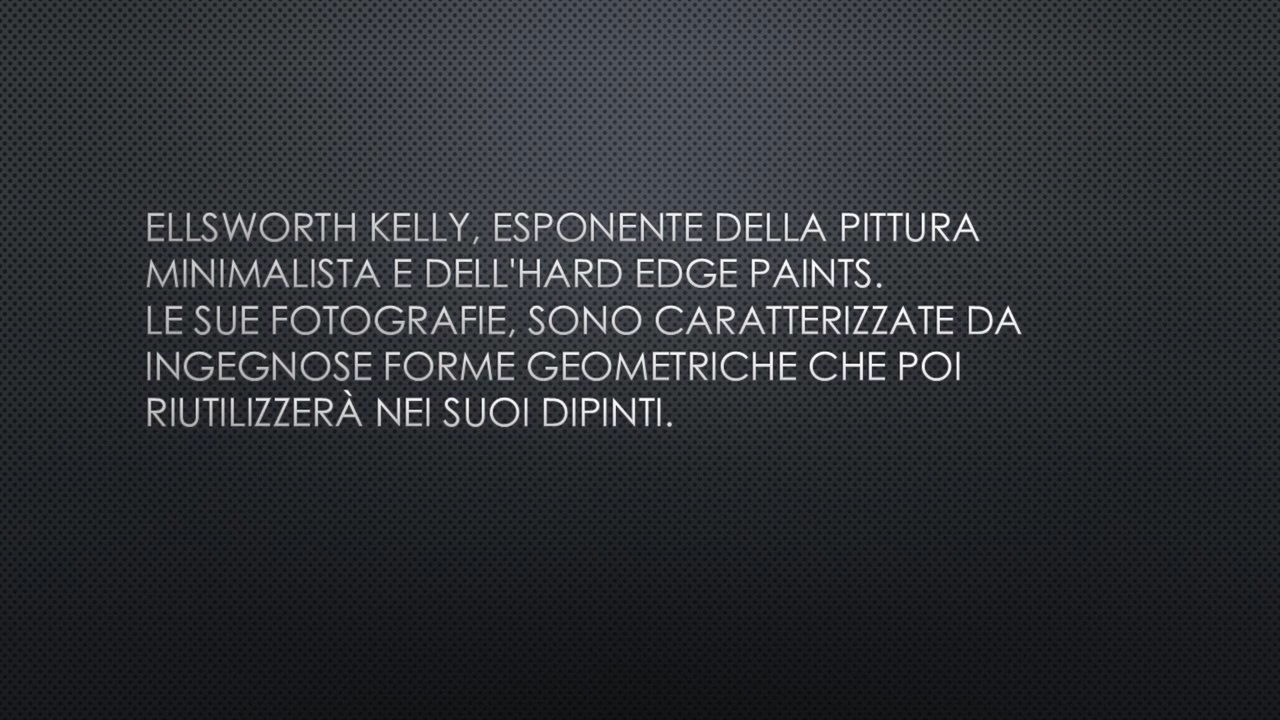 ELLSWORTH KELLY, ESPONENTE DELLA PITTURA
MINIMALISTA E DELL'HARD EDGE PAINTS.
LE SUE FOTOGRAFIE, SONO CARATTERIZZATE DA
INGEGNOSE FORME GEOMETRICHE CHE POI
RIUTILIZZERÀ NEI SUOI DIPINTI.